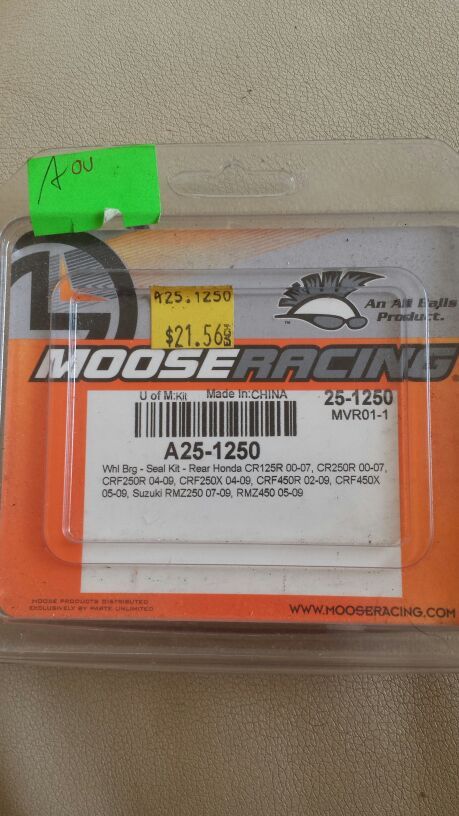 A ou
A25.1250
$21.56
EACH
An All Balls
Product.
TM
MOOSERACING
U of M:Kit Made In:CHINA 25-1250
MVR01-1
A25-1250
Whl Brg - Seal Kit - Rear Honda CR125R 00-07, CR250R 00-07,
CRF250R 04-09, CRF250X 04-09, CRF450R 02-09, CRF450X
05-09, Suzuki RMZ250 07-09, RMZ450 05-09
MOOSE PRODUCTS DISTRIBUTED
EXCLUSIVELY BY PARTS UNLIMITED
WWW.MOOSERACING.COM